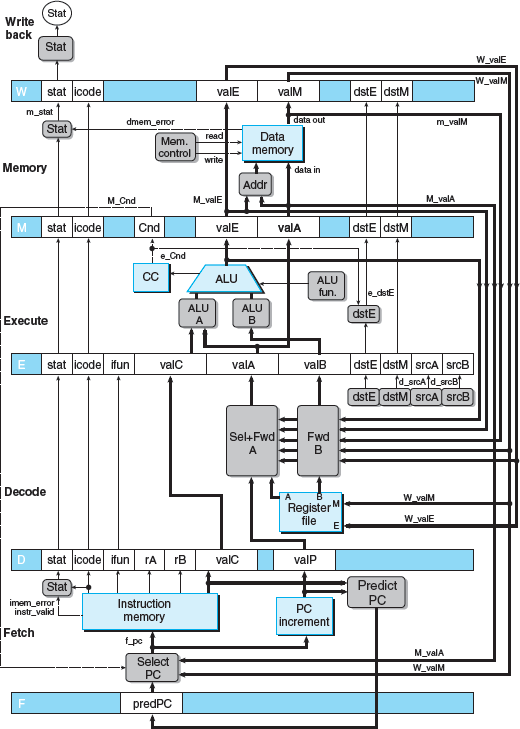 Stat
Write
back
Stat
W_valE
W_valM
W stat icode valE valM dstE dstM
m_stat
data out
m_valM
Stat
dmem_error
read
write
Mem.
control
Data
memory
data in
Memory
Addr
M_Cnd
M_valE
M_valA
M stat icode Cnd valE valA dstE dstM
e_Cnd
CC
ALU
ALU
fun.
e_dstE
ALU
A
ALU
B
dstE
Execute
E stat icode ifun valC valA valB dstE dstM srcA srcB
d_srcA d_srcB
dstE dstM srcA srcB
Sel+Fwd
A
Fwd
B
Decode
A B
M
Register
file
E
W_valM
W_valE
D stat icode ifun rA rB valC valP
Stat
imem_error
instr_valid
Instruction
memory
PC
increment
Predict
PC
Fetch
f_pc
Select
PC
M_valA
W_valM
F predPC